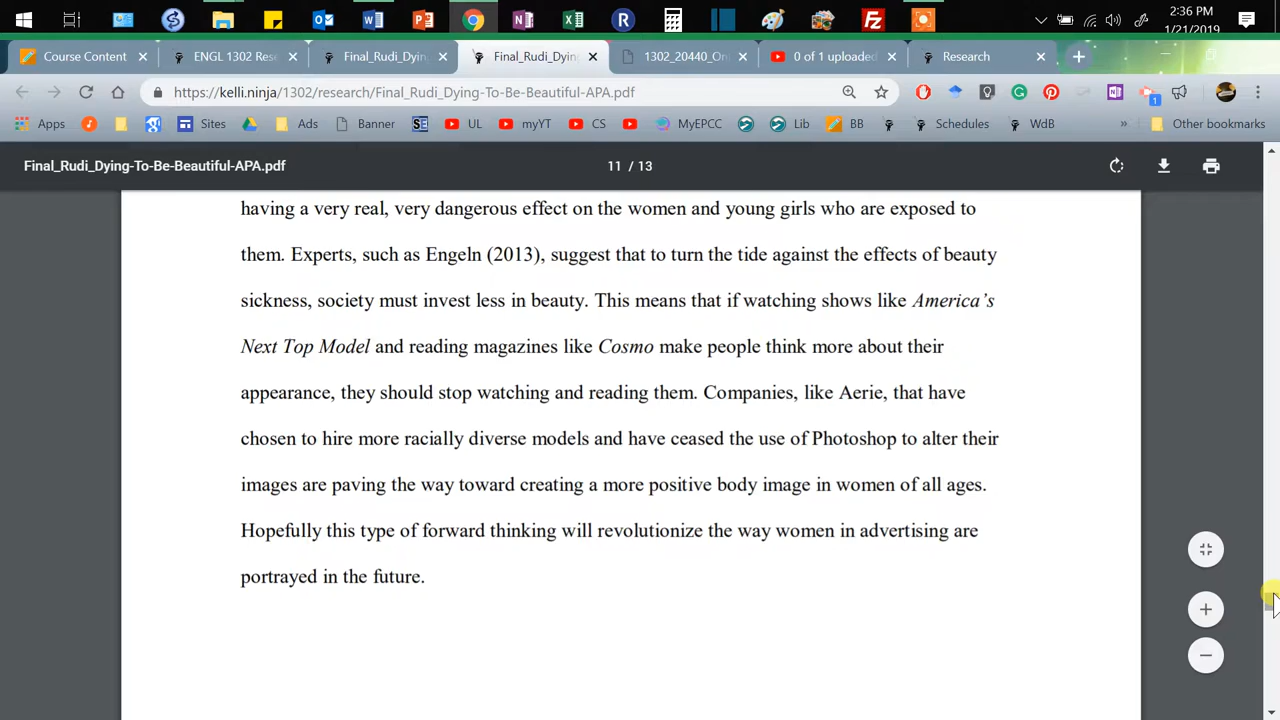 2:36 PM
1/21/2019
Course Content
ENGL 1302 Rese
Final_Rudi_Dyin
Final_Rudi_Dyin
1302_20440_On
0 of 1 uploaded
Research
https://kelli.ninja/1302/research/Final_Rudi_Dying-To-Be-Beautiful-APA.pdf
1
Apps
Sites
Ads
Banner
SE
UL
myYT
CS
MyEPCC
Lib
BB
Schedules
WdB
»
Other bookmarks
Final_Rudi_Dying-To-Be-Beautiful-APA.pdf
11 / 13
having a very real, very dangerous effect on the women and young girls who are exposed to
them. Experts, such as Engeln (2013), suggest that to turn the tide against the effects of beauty
sickness, society must invest less in beauty. This means that if watching shows like America’s
Next Top Model and reading magazines like Cosmo make people think more about their
appearance, they should stop watching and reading them. Companies, like Aerie, that have
chosen to hire more racially diverse models and have ceased the use of Photoshop to alter their
images are paving the way toward creating a more positive body image in women of all ages.
Hopefully this type of forward thinking will revolutionize the way women in advertising are
portrayed in the future.